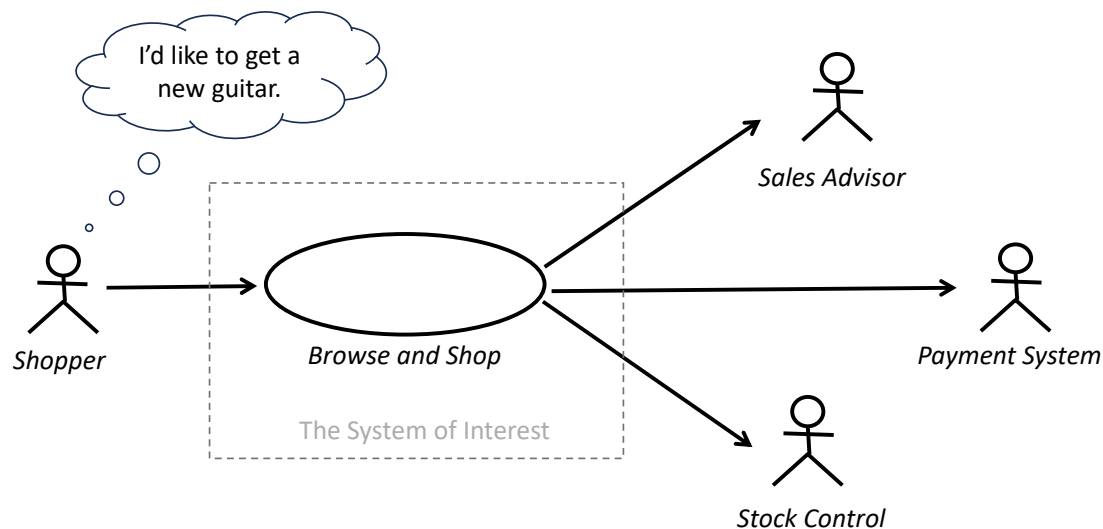 I’d like to get a
new guitar.
Sales Advisor
Shopper
Browse and Shop
Payment System
The System of Interest
Stock Control